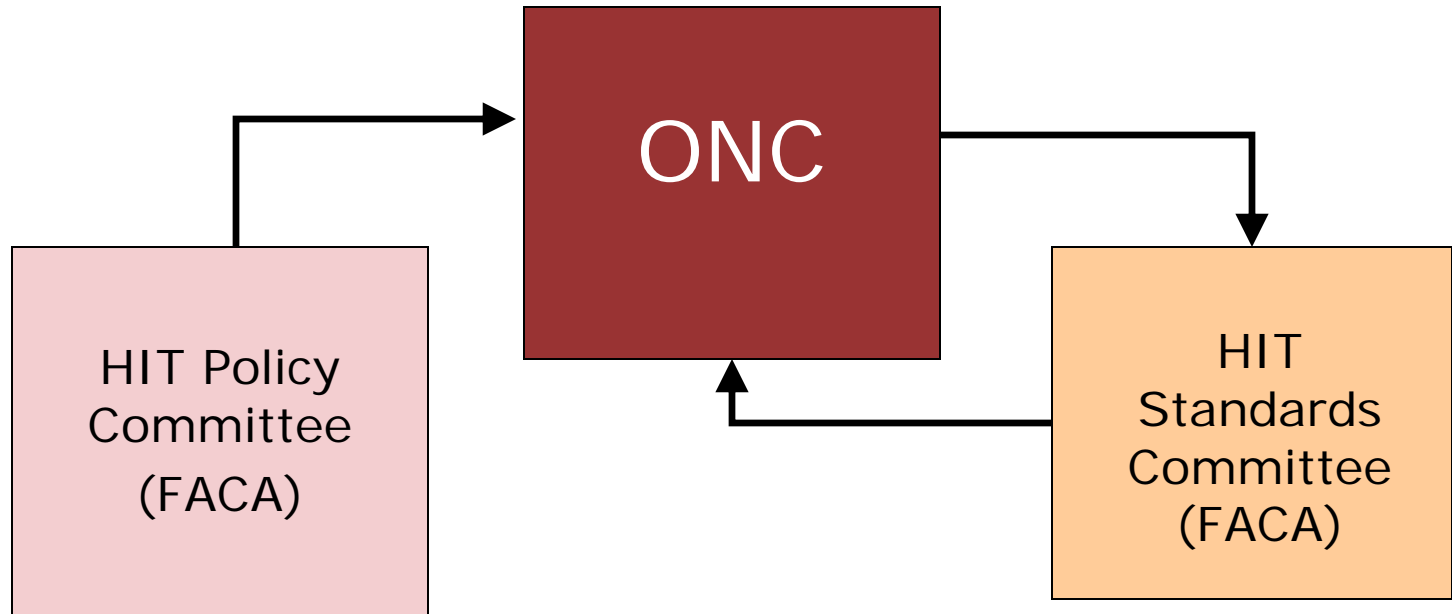 ONC
HIT Policy
Committee
(FACA)
HIT
Standards
Committee
(FACA)